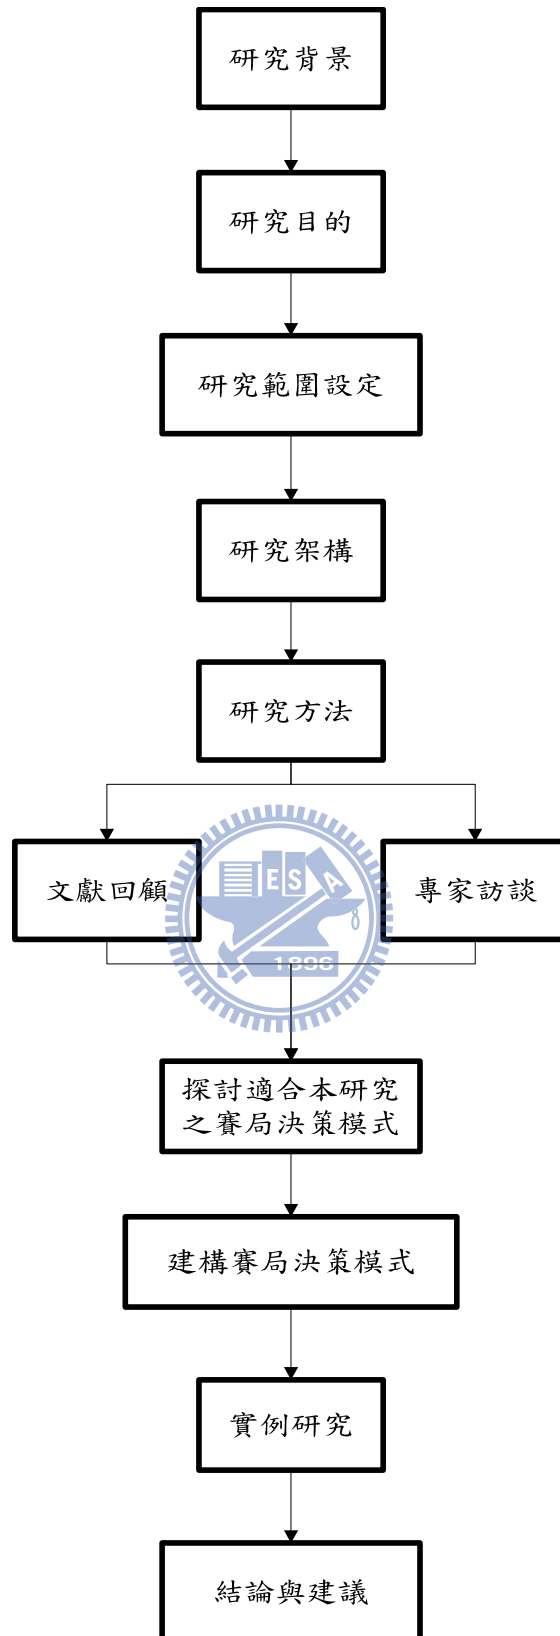 研究背景
研究目的
研究範圍設定
研究架構
研究方法
文獻回顧
專家訪談
E S A
1896
探討適合本研究
之賽局決策模式
建構賽局決策模式
實例研究
結論與建議